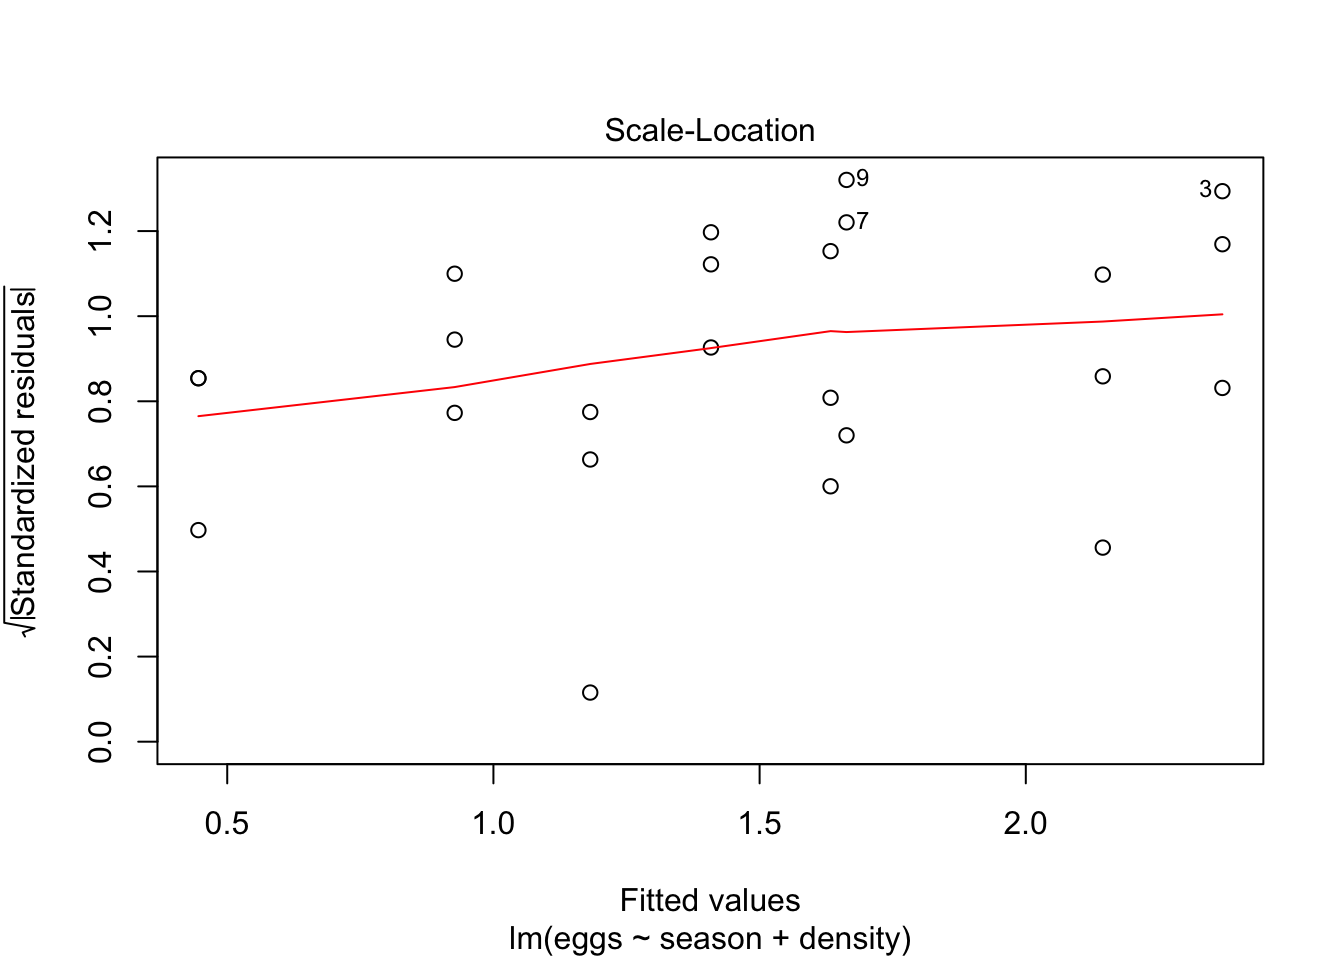 Scale-Location
√|Standardized residuals|
1.2
1.0
0.8
0.6
0.4
0.2
0.0
9
7
3
0.5 1.0 1.5 2.0
Fitted values
lm(eggs ~ season + density)